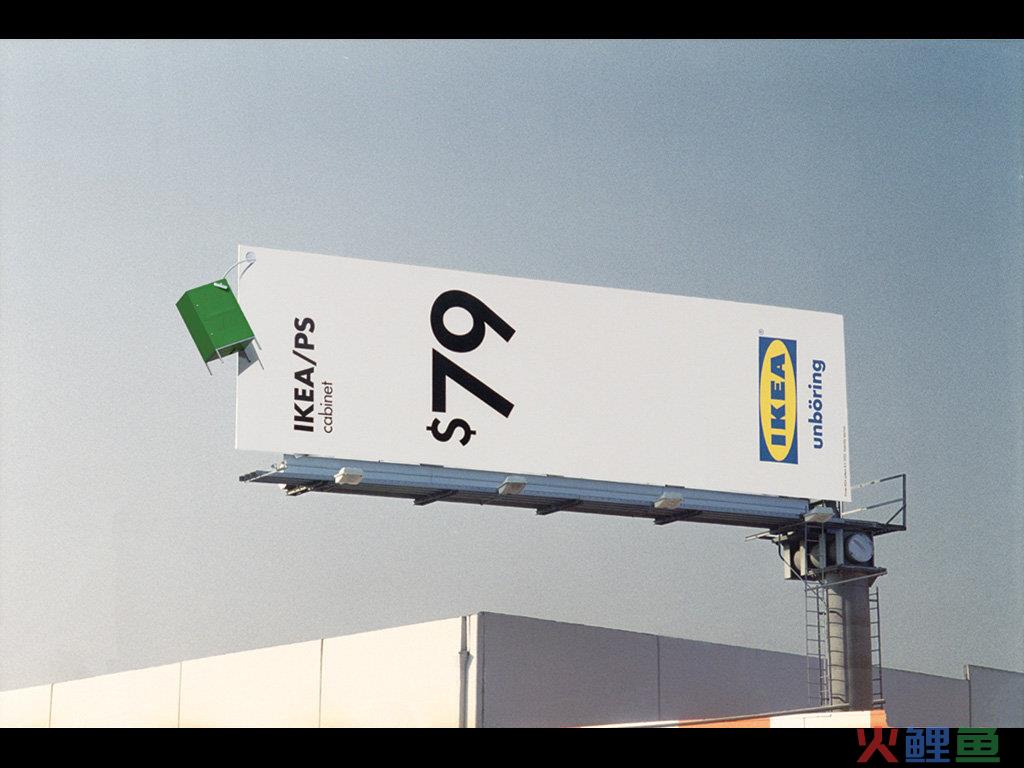 IKEA/PS
cabinet
$79
IKEA®
unböring
火鲤鱼